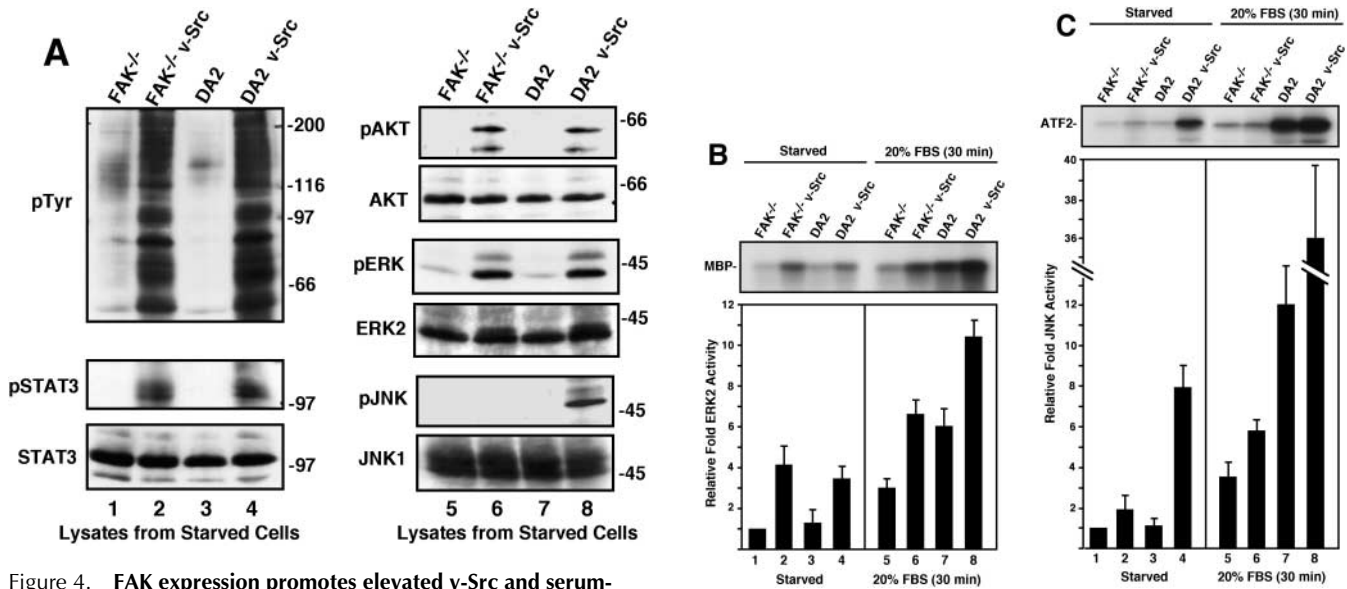 A
FAK-/-
FAK-/- v-Src
DA2
DA2 v-Src
pTyr
-200
-116
-97
-66
pSTAT3
-97
STAT3
-97
1 2 3 4
Lysates from Starved Cells
FAK-/-
FAK-/- v-Src
DA2
DA2 v-Src
pAKT
-66
AKT
-66
pERK
-45
ERK2
-45
pJNK
-45
JNK1
-45
5 6 7 8
Lysates from Starved Cells
B
Starved 20% FBS (30 min)
FAK-/-
FAK-/- v-Src
DA2
DA2 v-Src
FAK-/-
FAK-/- v-Src
DA2
DA2 v-Src
MBP-
Relative Fold ERK2 Activity
12
10
8
6
4
2
1 2 3 4 5 6 7 8
Starved 20% FBS (30 min)
C
Starved 20% FBS (30 min)
FAK-/-
FAK-/- v-Src
DA2
DA2 v-Src
FAK-/-
FAK-/- v-Src
DA2
DA2 v-Src
ATF2-
Relative Fold JNK Activity
40
38
36
12
10
8
6
4
2
1 2 3 4 5 6 7 8
Starved 20% FBS (30 min)
Figure 4. FAK expression promotes elevated v-Src and serum-